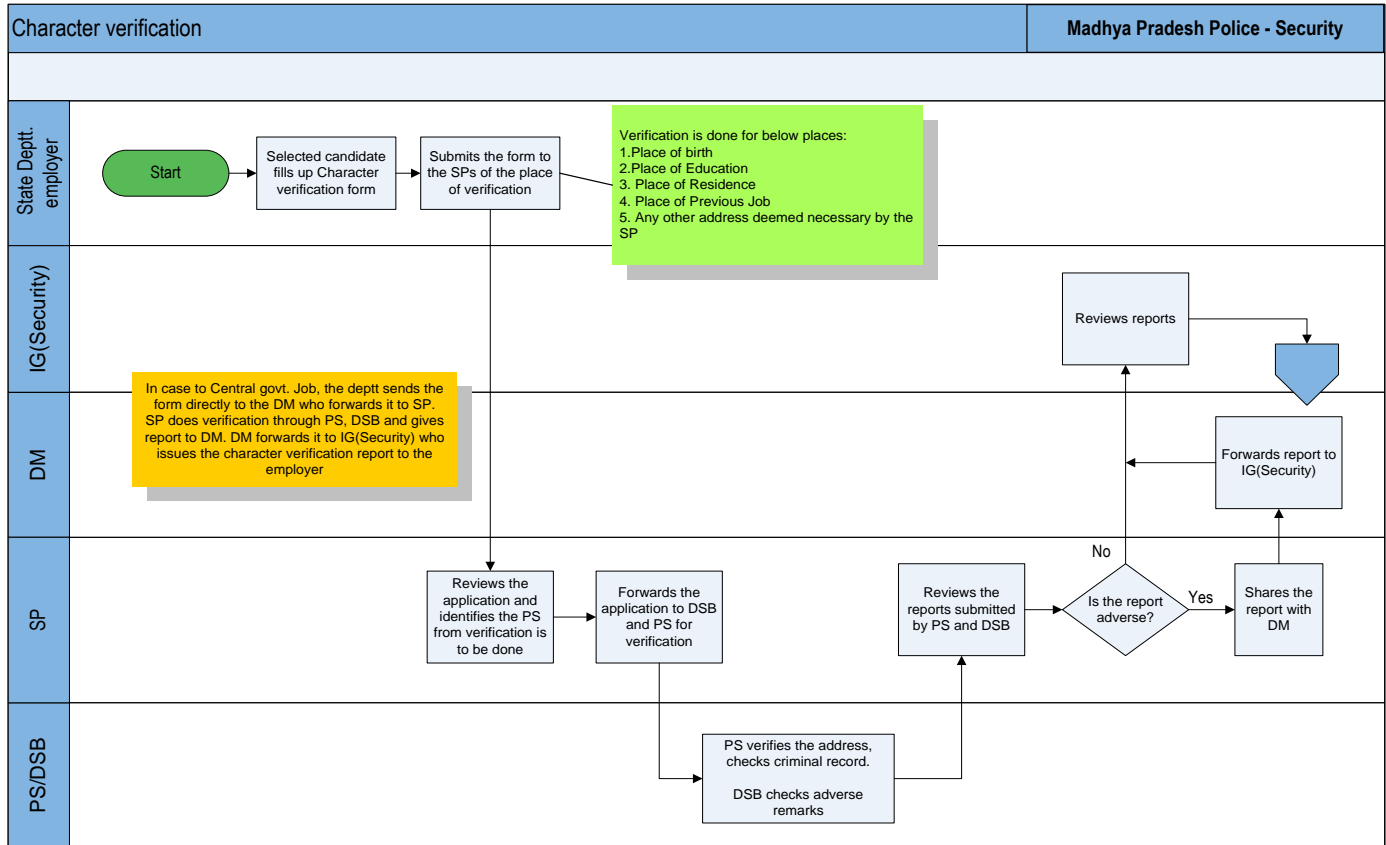 Character verification
Madhya Pradesh Police - Security
State Deptt.
employer
Start
Selected candidate
fills up Character
verification form
Submits the form to
the SPs of the place
of verification
Verification is done for below places:
1.Place of birth
2.Place of Education
3. Place of Residence
4. Place of Previous Job
5. Any other address deemed necessary by the
SP
IG(Security)
Reviews reports
In case to Central govt. Job, the deptt sends the
form directly to the DM who forwards it to SP.
SP does verification through PS, DSB and gives
report to DM. DM forwards it to IG(Security) who
issues the character verification report to the
employer
DM
Forwards report to
IG(Security)
SP
Reviews the
application and
identifies the PS
from verification is
to be done
Forwards the
application to DSB
and PS for
verification
Reviews the
reports submitted
by PS and DSB
No
Is the report
adverse?
Yes
Shares the
report with
DM
PS/DSB
PS verifies the address,
checks criminal record.
DSB checks adverse
remarks